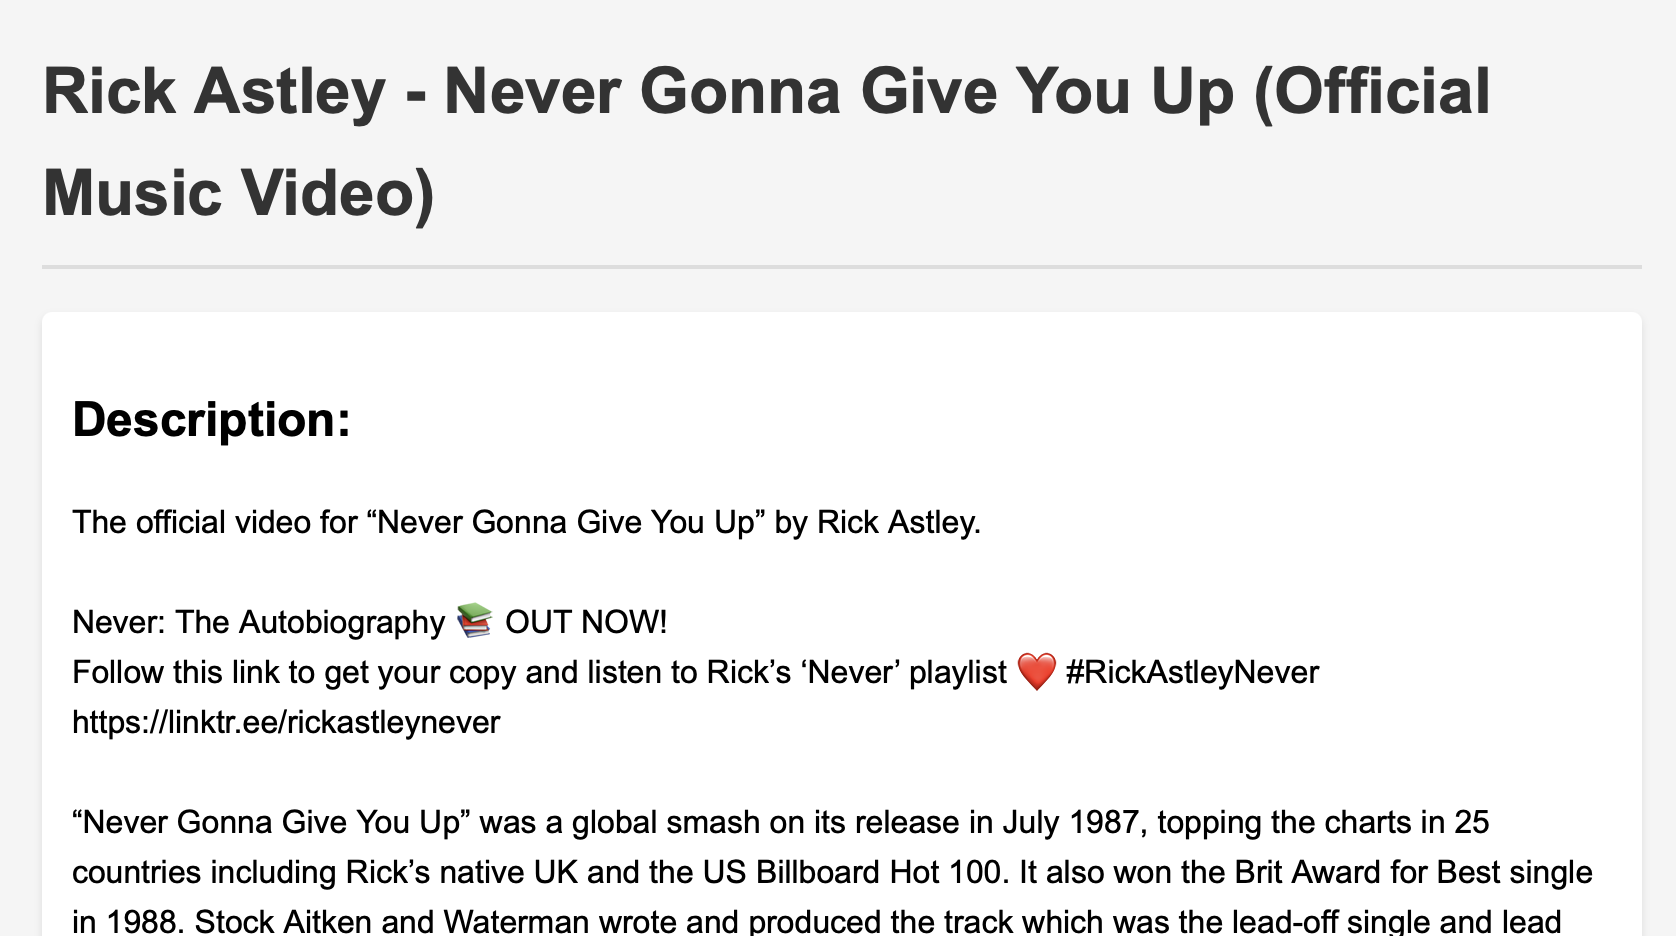 Rick Astley - Never Gonna Give You Up (Official
Music Video)
Description:
The official video for “Never Gonna Give You Up” by Rick Astley.
Never: The Autobiography 📚 OUT NOW!
Follow this link to get your copy and listen to Rick’s ‘Never’ playlist ❤️ #RickAstleyNever
https://linktr.ee/rickastleynever
“Never Gonna Give You Up” was a global smash on its release in July 1987, topping the charts in 25
countries including Rick’s native UK and the US Billboard Hot 100. It also won the Brit Award for Best single
in 1988. Stock Aitken and Waterman wrote and produced the track which was the lead-off single and lead